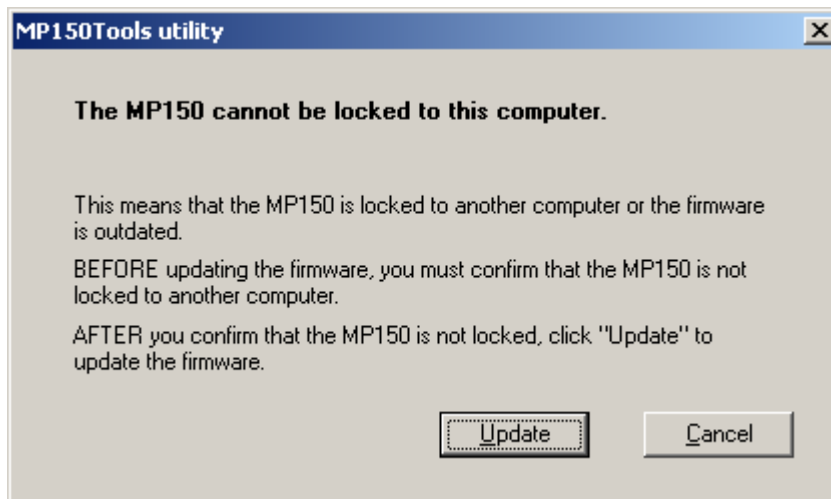 MP150Tools utility
The MP150 cannot be locked to this computer.
This means that the MP150 is locked to another computer or the firmware
is outdated.
BEFORE updating the firmware, you must confirm that the MP150 is not
locked to another computer.
AFTER you confirm that the MP150 is not locked, click "Update" to
update the firmware.
Update
Cancel